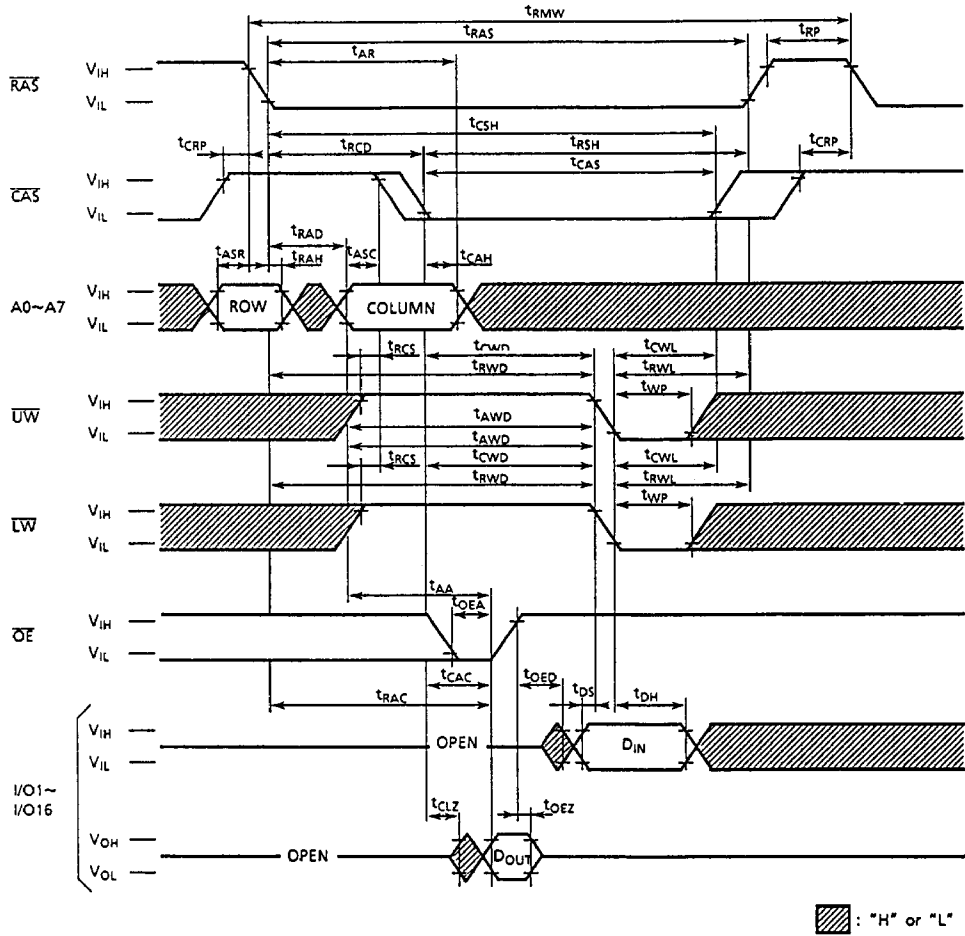 tRMW
tRAS
tRP
tAR
RAS
VIH
VIL
tCSH
tCRP
tRCD
tRSH
tCRP
tCAS
CAS
VIH
VIL
tRAD
tASR
tRAH
tASC
tCAH
A0~A7
VIH
VIL
ROW
COLUMN
tRCS
tCWD
tCWL
tRWD
tRWL
tWP
UW
VIH
VIL
tAWD
tAWD
tRCS
tCWD
tCWL
tRWD
tRWL
tWP
LW
VIH
VIL
tAA
tOEA
OE
VIH
VIL
tCAC
tOED
tRAC
tDS
tDH
VIH
VIL
OPEN
DIN
I/O1~
I/O16
tCLZ
tOEZ
VOH
VOL
OPEN
DOUT
: "H" or "L"